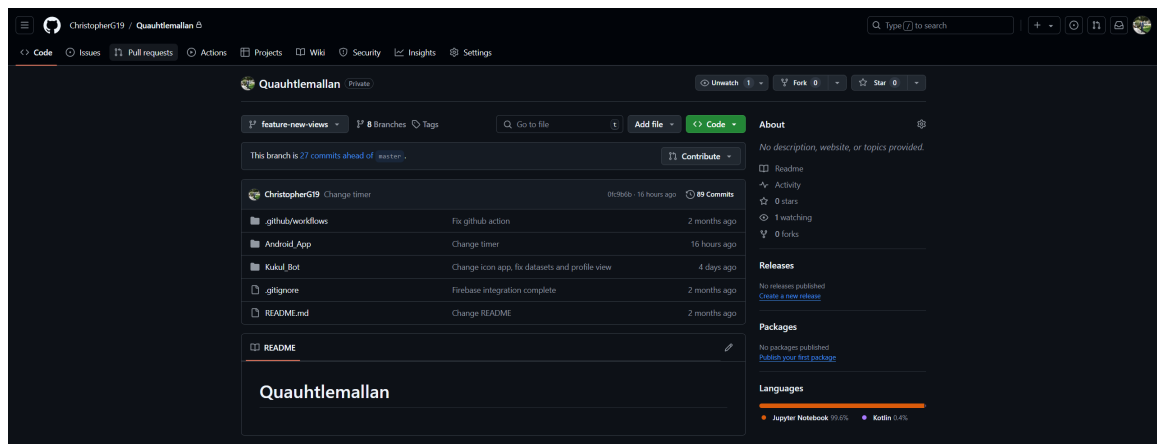 ChristopherG19 / Quauhtlemallan
Type / to search
Code Issues Pull requests Actions Projects Wiki Security Insights Settings
Quauhtlemallan Private
Unwatch 1 Fork 0 Star 0
feature-new-views 8 Branches Tags Go to file t Add file Code
This branch is 27 commits ahead of master .
Contribute
ChristopherG19 Change timer 0fc9b6b · 16 hours ago 89 Commits
.github/workflows Fix github action 2 months ago
Android_App Change timer 16 hours ago
Kukul_Bot Change icon app, fix datasets and profile view 4 days ago
.gitignore Firebase integration complete 2 months ago
README.md Change README 2 months ago
README
Quauhtlemallan
About
No description, website, or topics provided.
Readme
Activity
0 stars
1 watching
0 forks
Releases
No releases published
Create a new release
Packages
No packages published
Publish your first package
Languages
Jupyter Notebook 99.6% Kotlin 0.4%